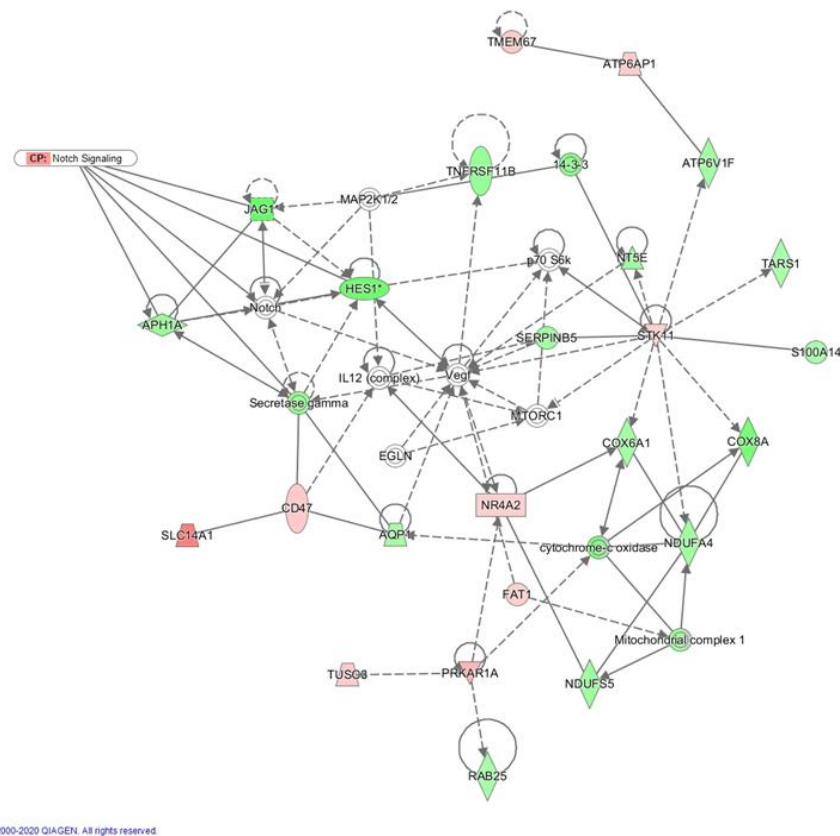 TMEM67
ATP6AP1
CP: Notch Signaling
TNFRSF11B
14-3-3
ATP6V1F
JAG1*
MAP2K1/2
p70 S6k
NT5E
TARS1
HES1*
Notch
APH1A
SERPINB5
STK11
S100A14
IL12 (complex)
Vegf
Secretase gamma
MTORC1
COX6A1
COX8A
EGLN
CD47
NR4A2
SLC14A1
AQP1
cytochrome-c oxidase
NDUFA4
FAT1
Mitochondrial complex 1
TUSC3
PRKAR1A
NDUFS5
RAB25
000-2020 QIAGEN. All rights reserved.